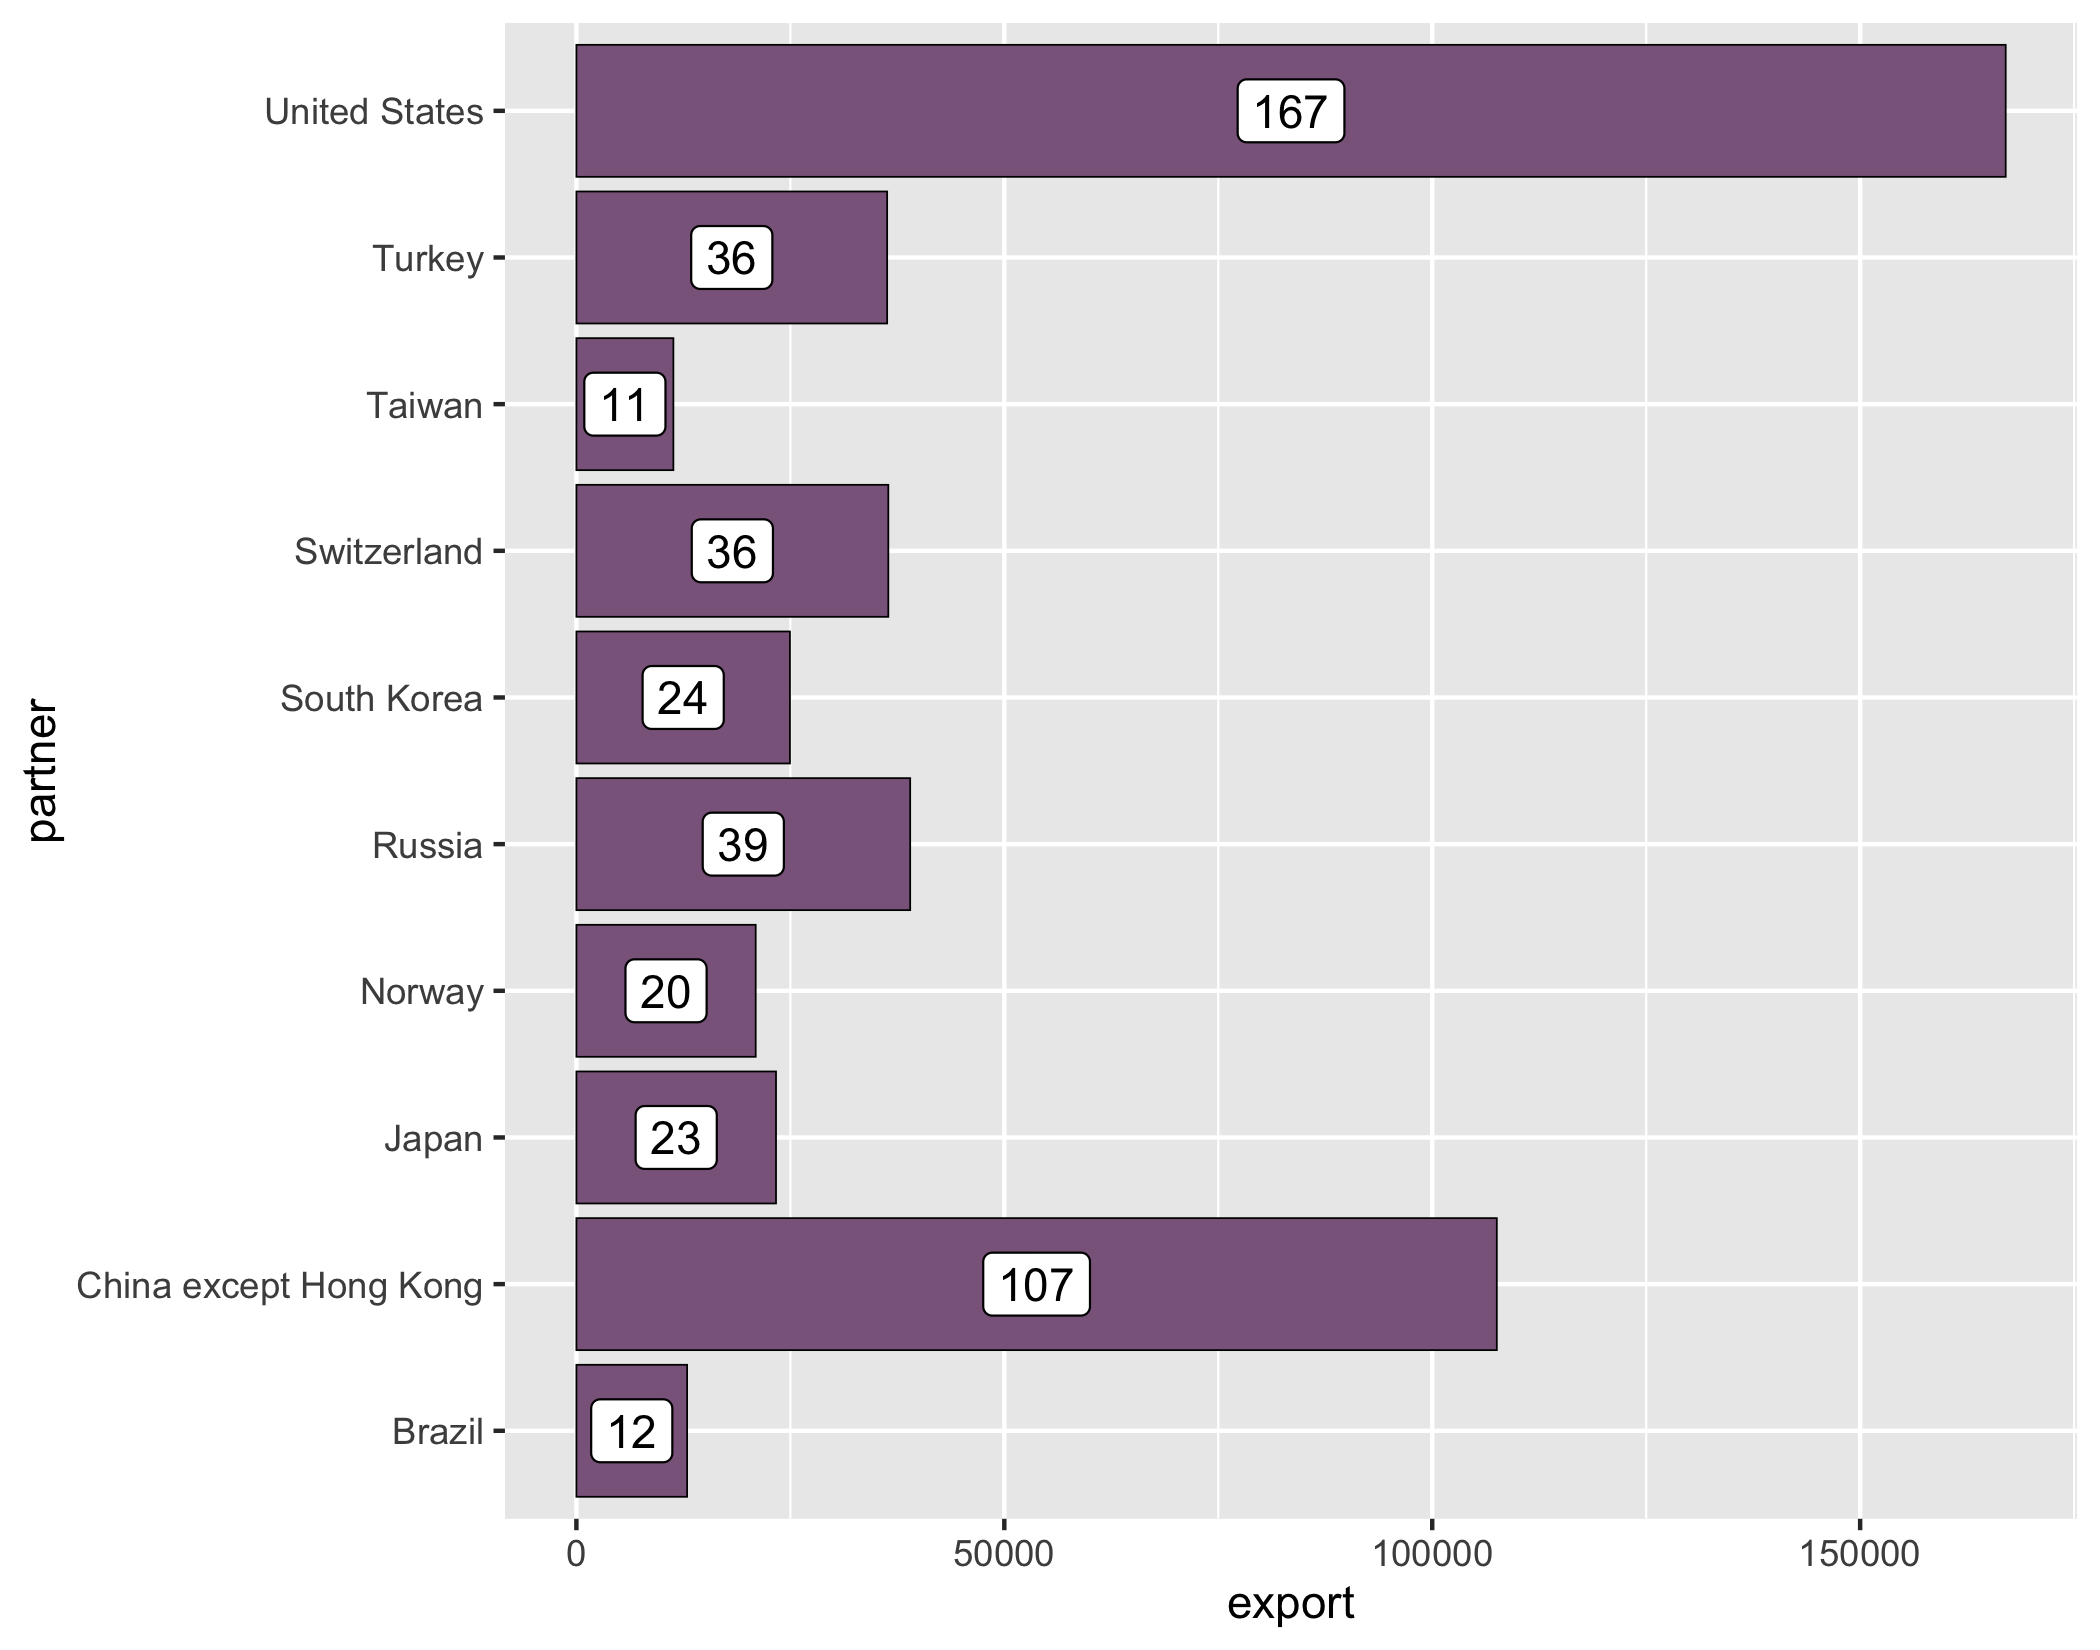 United States
167
Turkey
36
Taiwan
11
Switzerland
36
South Korea
24
Russia
39
Norway
20
Japan
23
China except Hong Kong
107
Brazil
12
partner
0
50000
100000
150000
export